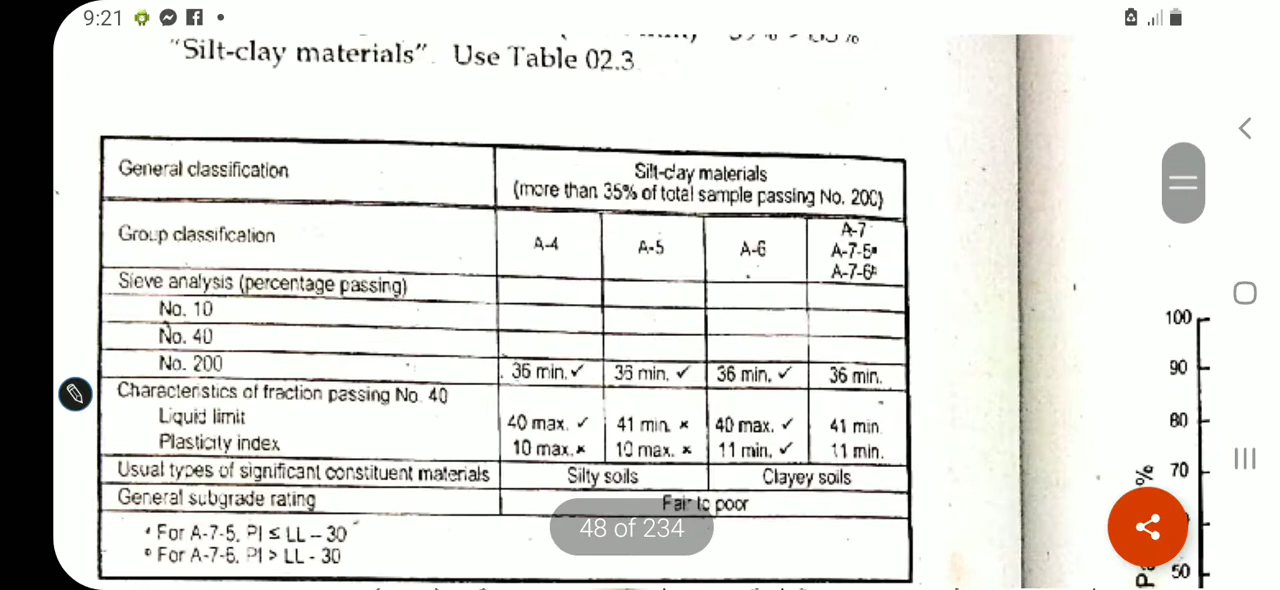 9:21
"Silt-clay materials". Use Table 02.3
General classification
Silt-clay materials
(more than 35% of total sample passing No. 200)
Group classification
A-4
A-5
A-6
A-7
A-7-5ᵃ
A-7-6ᵇ
Sieve analysis (percentage passing)
No. 10
No. 40
No. 200
36 min. ✓
36 min. ✓
36 min. ✓
36 min.
Characteristics of fraction passing No. 40
Liquid limit
40 max. ✓
41 min. ×
40 max. ✓
41 min
Plasticity index
10 max. ×
10 max. ×
11 min. ✓
11 min.
Usual types of significant constituent materials
Silty soils
Clayey soils
General subgrade rating
Fair to poor
ᵃ For A-7-5, PI ≤ LL – 30
ᵇ For A-7-6, PI > LL - 30
48 of 234
100
90
80
70
50
%